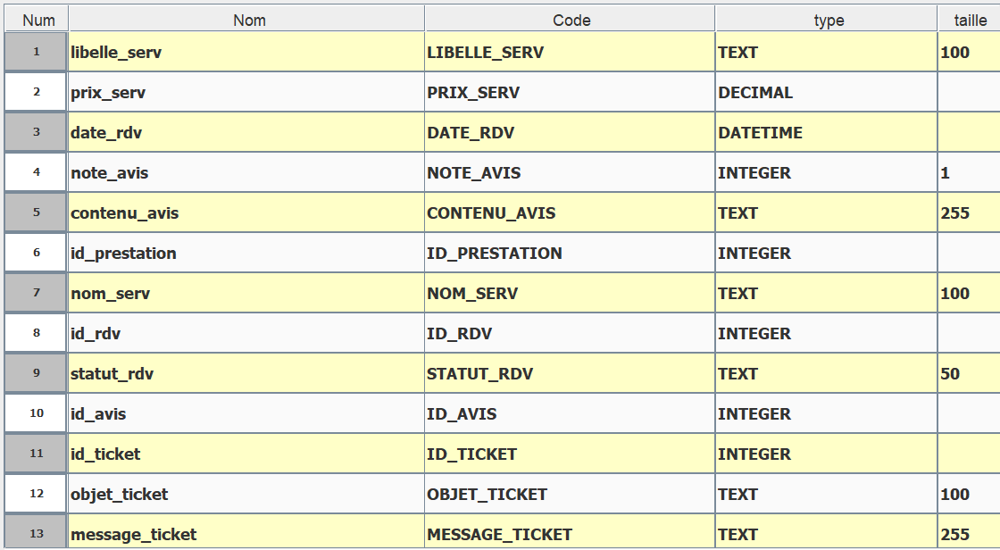 Num Nom Code type taille
1 libelle_serv LIBELLE_SERV TEXT 100
2 prix_serv PRIX_SERV DECIMAL
3 date_rdv DATE_RDV DATETIME
4 note_avis NOTE_AVIS INTEGER 1
5 contenu_avis CONTENU_AVIS TEXT 255
6 id_prestation ID_PRESTATION INTEGER
7 nom_serv NOM_SERV TEXT 100
8 id_rdv ID_RDV INTEGER
9 statut_rdv STATUT_RDV TEXT 50
10 id_avis ID_AVIS INTEGER
11 id_ticket ID_TICKET INTEGER
12 objet_ticket OBJET_TICKET TEXT 100
13 message_ticket MESSAGE_TICKET TEXT 255